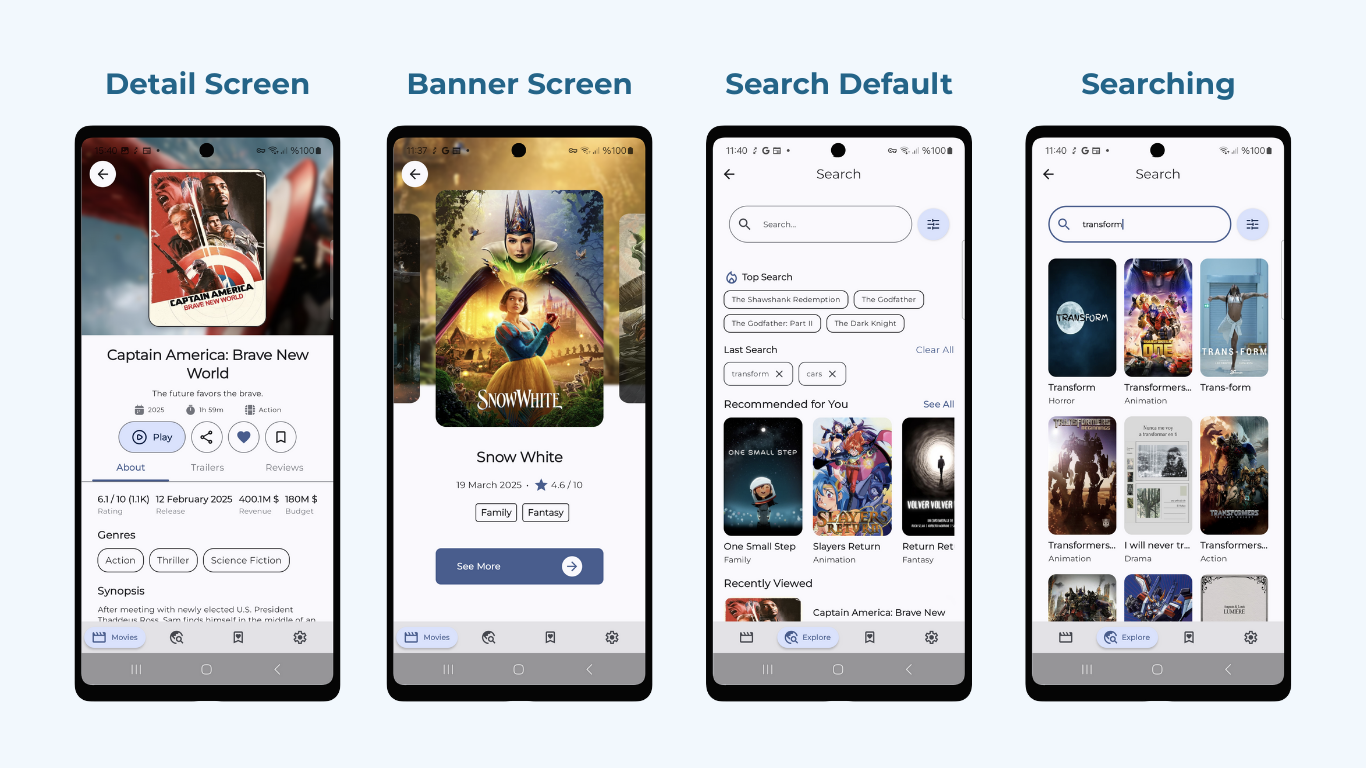 Detail Screen
Banner Screen
Search Default
Searching
15:40
CAPTAIN AMERICA
BRAVE NEW WORLD
Captain America: Brave New
World
The future favors the brave.
2025
1h 59m
Action
Play
About
Trailers
Reviews
6.1 / 10 (1.1K)
12 February 2025
400.1M $
180M $
Rating
Release
Revenue
Budget
Genres
Action
Thriller
Science Fiction
Synopsis
After meeting with newly elected U.S. President
Thaddeus Ross, Sam finds himself in the middle of an
Movies
%100
11:37
G
%100
SNOW WHITE
Snow White
19 March 2025 •
4.6 / 10
Family
Fantasy
See More
Movies
11:40
G
%100
Search
Search...
Top Search
The Shawshank Redemption
The Godfather
The Godfather: Part II
The Dark Knight
Last Search
Clear All
transform
cars
Recommended for You
See All
ONE SMALL STEP
SLAYERS
RETURN
VOLVER VOLVER
One Small Step
Slayers Return
Return Ret
Family
Animation
Fantasy
Recently Viewed
Captain America: Brave New
Explore
11:40
G
%100
Search
transform
TRANSFORM
ONE
TRANS-FORM
Transform
Transformers...
Trans-form
Horror
Animation
TRANSFORMERS
Nunca me voy
a transformar en ti
TRANSFORMERS
Transformers...
I will never tr...
Transformers...
Action
Drama
Action
LUMIÈRE
Explore